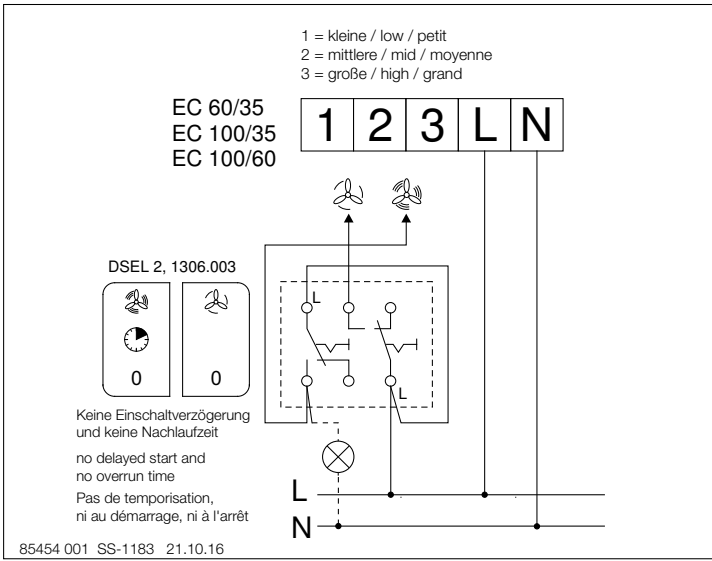 1 = kleine / low / petit
2 = mittlere / mid / moyenne
3 = große / high / grand
EC 60/35
EC 100/35
EC 100/60
1 2 3 L N
DSEL 2, 1306.003
0 0
L
L
Keine Einschaltverzögerung
und keine Nachlaufzeit
no delayed start and
no overrun time
Pas de temporisation,
ni au démarrage, ni à l'arrêt
L
N
85454 001 SS-1183 21.10.16